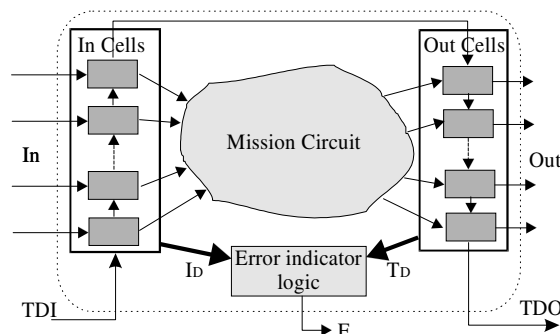 In Cells
Out Cells
Mission Circuit
In
Out
Error indicator
logic
ID
TD
TDI
TDO
E